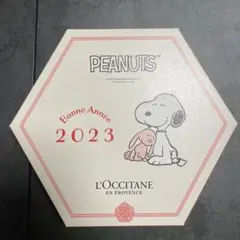 PEANUTS
Bonne Année
2023
L'OCCITANE
EN PROVENCE